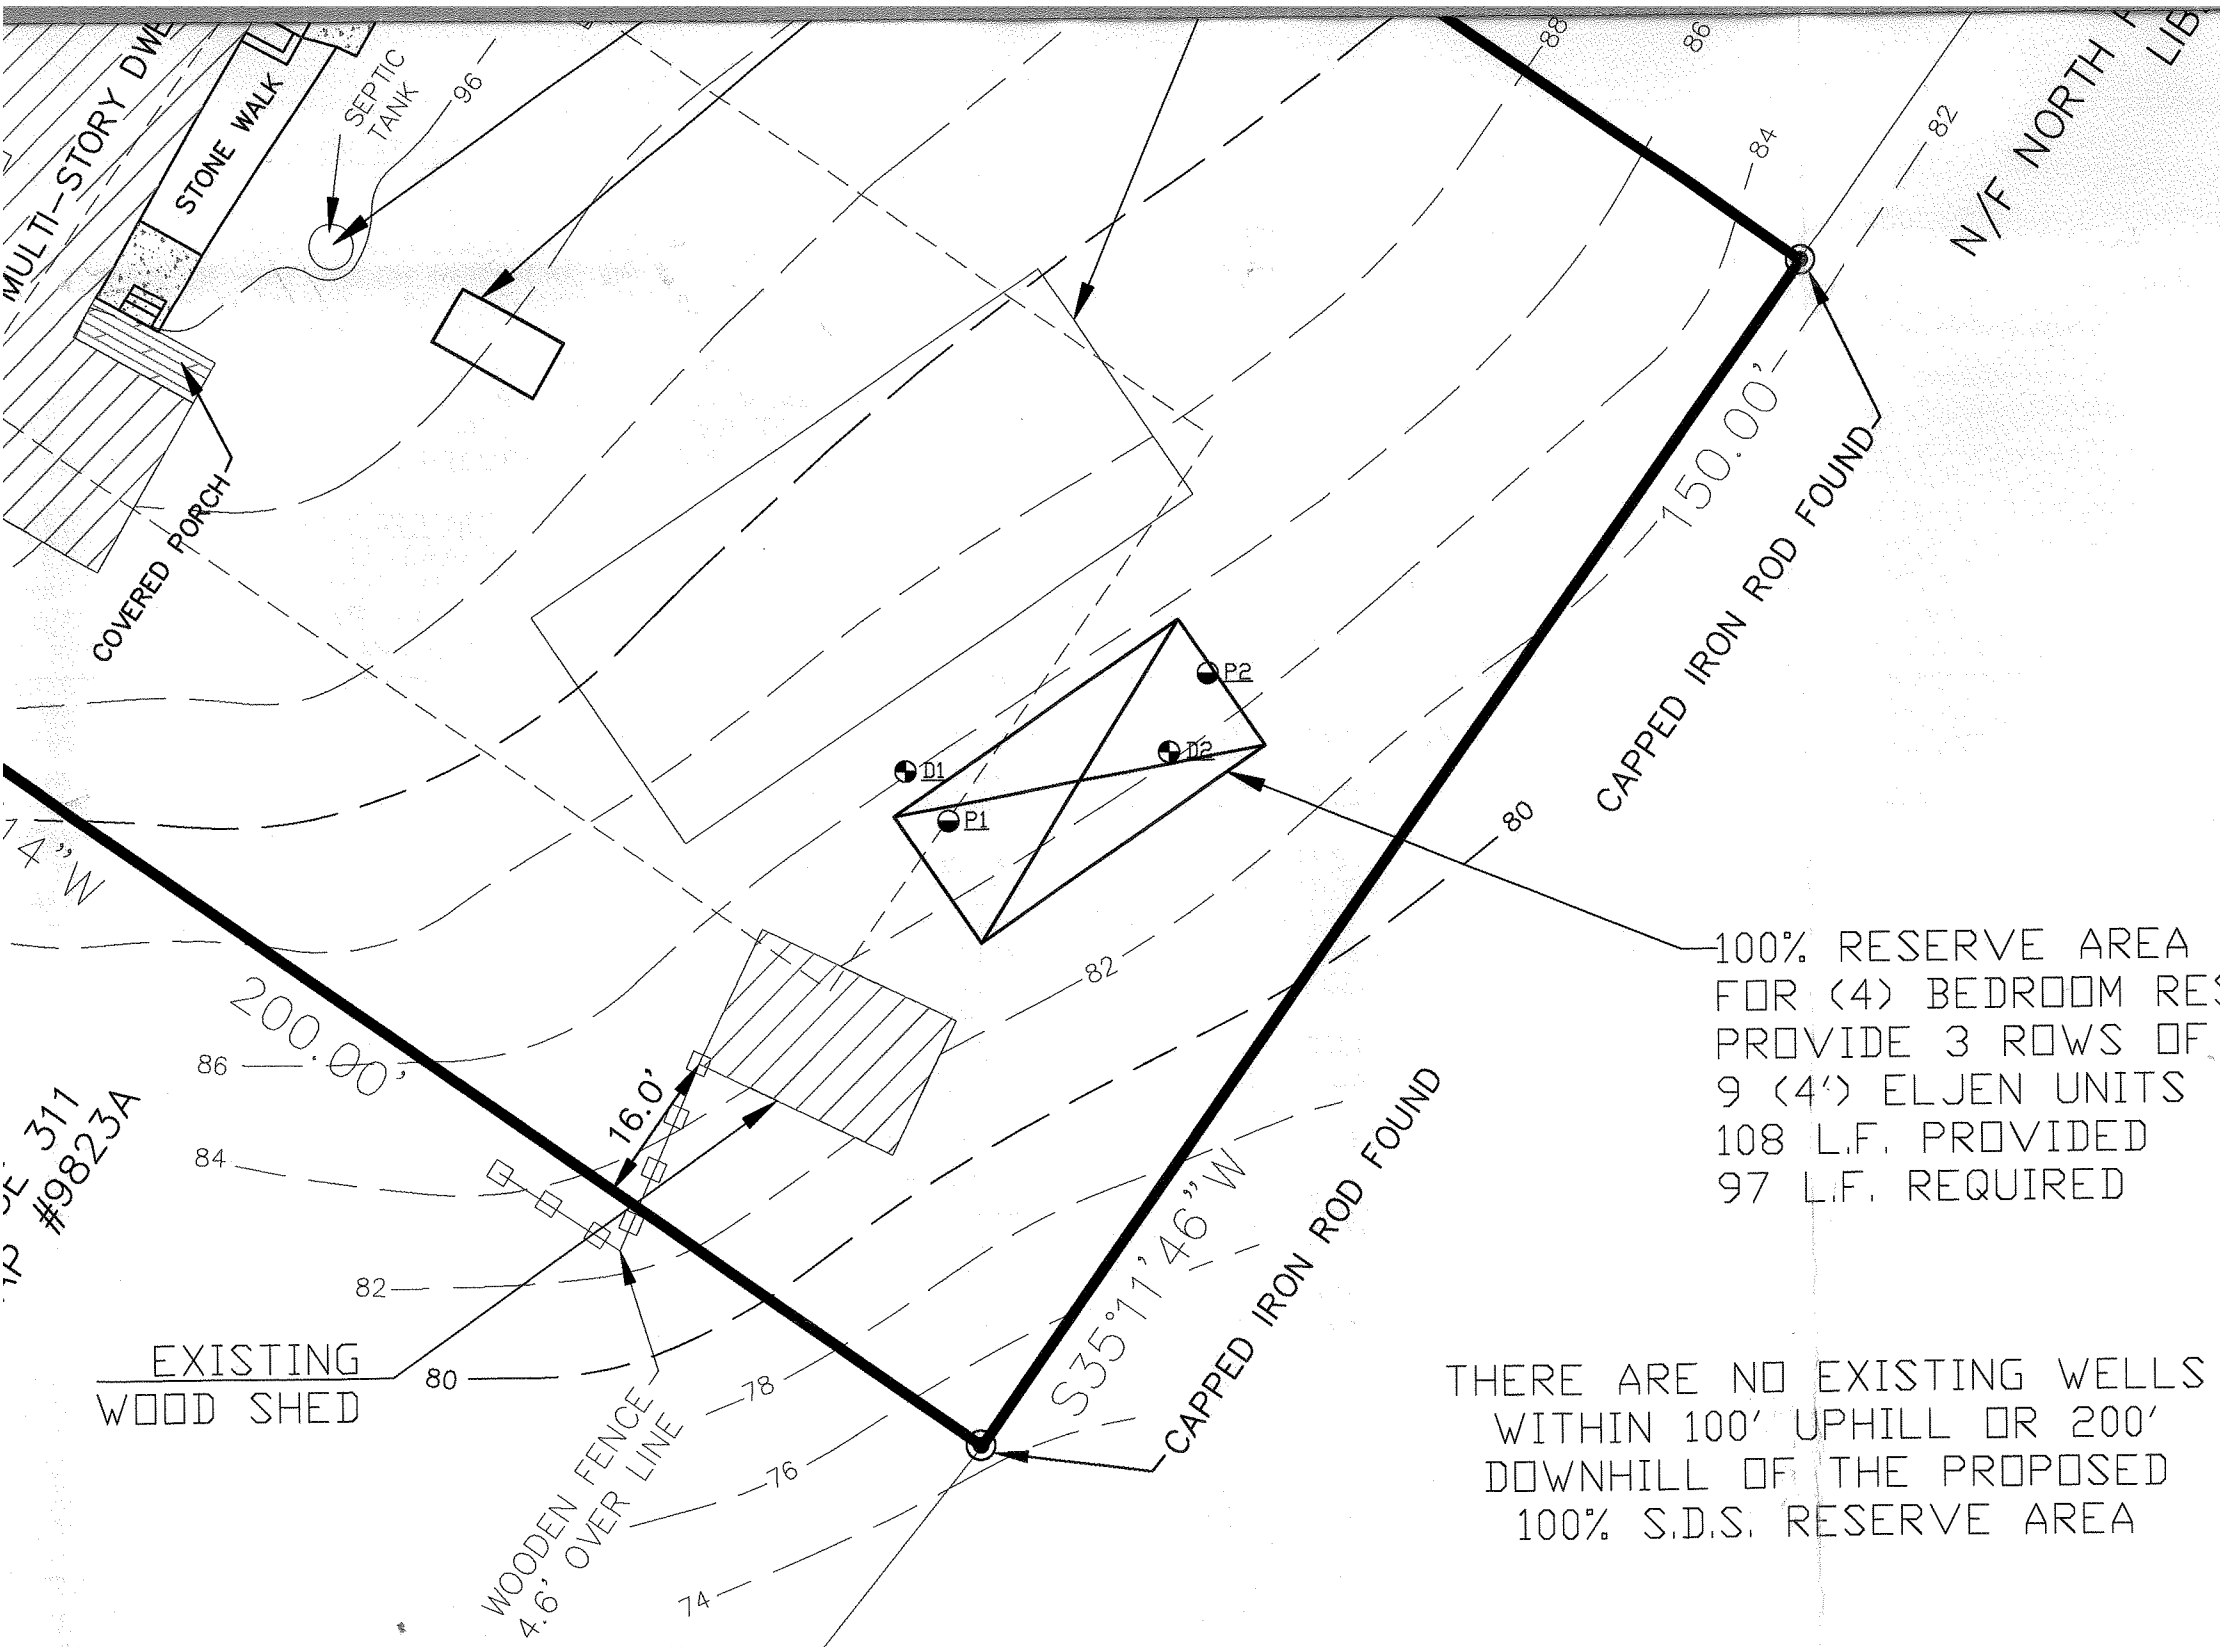 MULTI-STORY
STONE WALK
SEPTIC
TANK
96
88
86
84
82
N/F NORTH
COVERED PORCH
150.00'
CAPPED IRON ROD FOUND
P2
D2
D1
P1
80
82
4"W
200.00'
86
16.0'
84
311
#9823A
82
EXISTING
WOOD SHED
80
78
76
74
WOODEN FENCE
4.6' OVER LINE
S35°11'46"W
CAPPED IRON ROD FOUND
100% RESERVE AREA
FOR (4) BEDROOM
PROVIDE 3 ROWS OF
9 (4') ELJEN UNITS
108 L.F. PROVIDED
97 L.F. REQUIRED
THERE ARE NO EXISTING WELLS
WITHIN 100' UPHILL OR 200'
DOWNHILL OF THE PROPOSED
100% S.D.S. RESERVE AREA